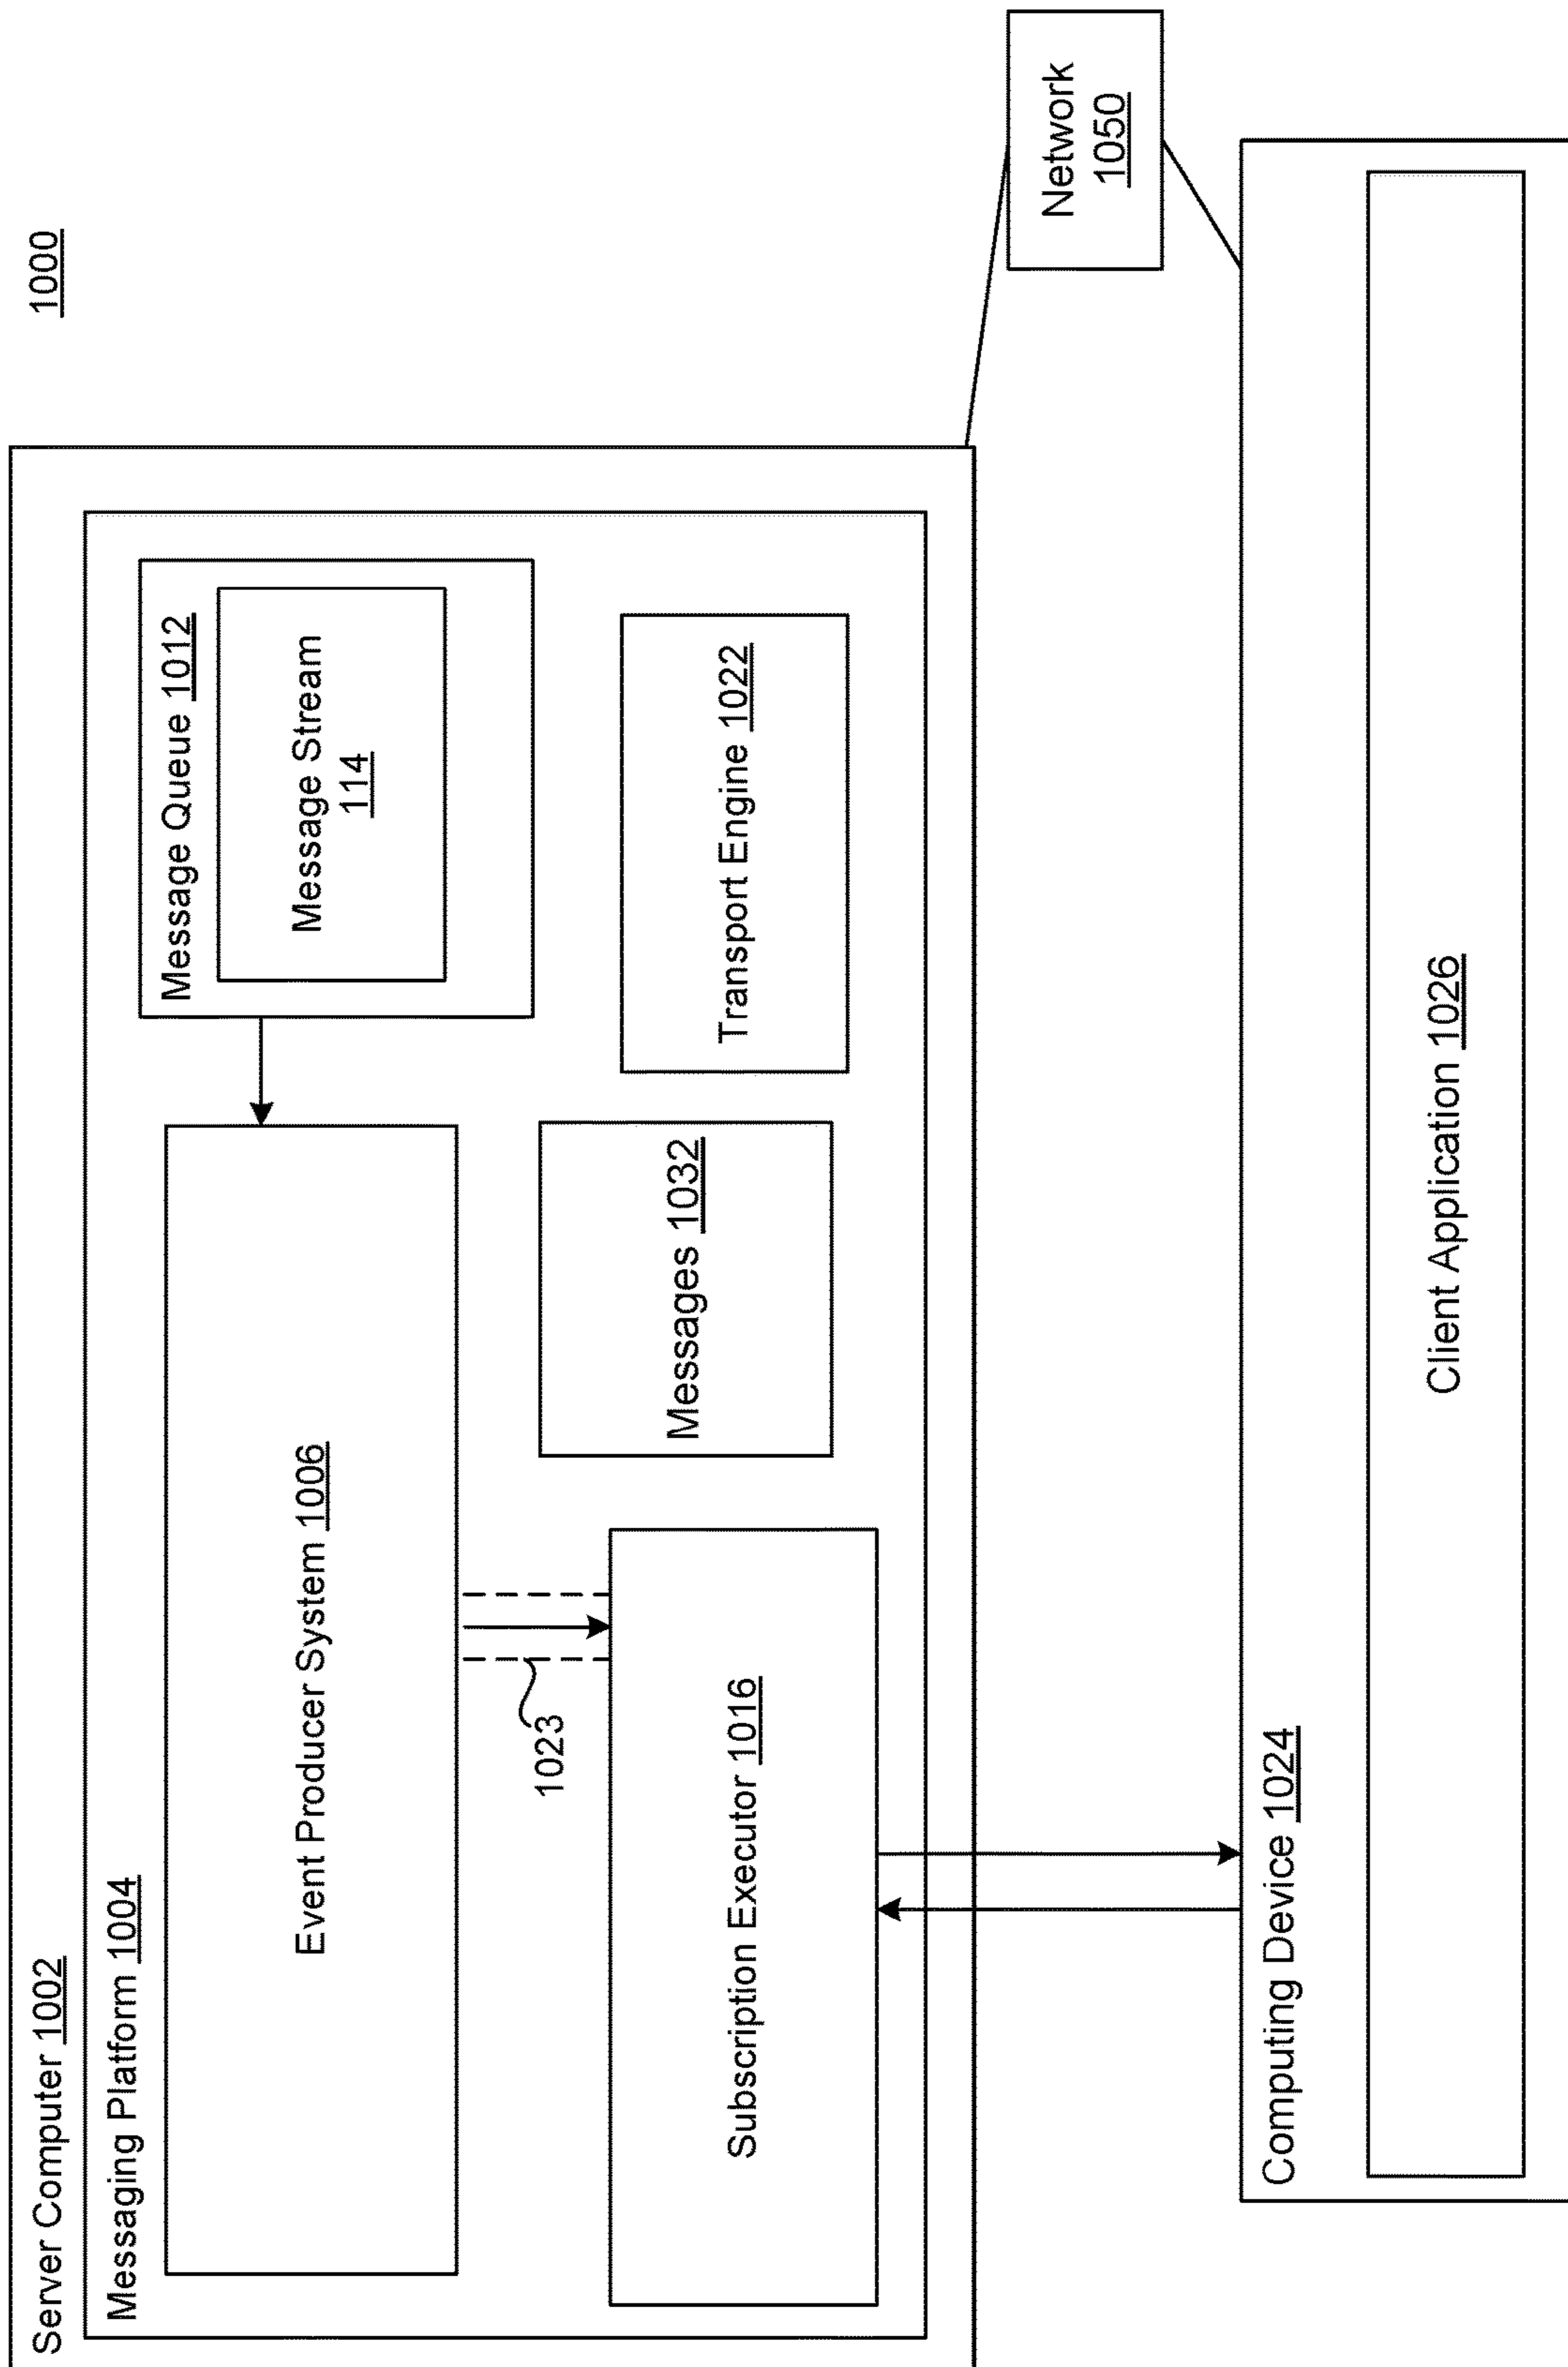 1000
Server Computer 1002
Messaging Platform 1004
Event Producer System 1006
Message Queue 1012
Message Stream
114
1023
Subscription Executor 1016
Messages 1032
Transport Engine 1022
Network
1050
Computing Device 1024
Client Application 1026